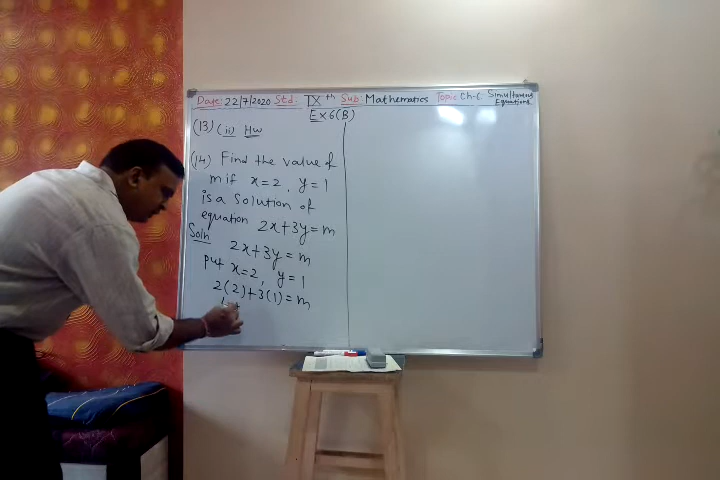 Date: 22/7/2020 Std: IXth Sub: Mathematics Topic Ch-6 Simultaneous Equations
Ex 6(B)
(13) (ii) HW
(14) Find the value of
m if x=2, y=1
is a solution of
equation 2x+3y=m
Soln
2x+3y=m
put x=2, y=1
2(2)+3(1)=m